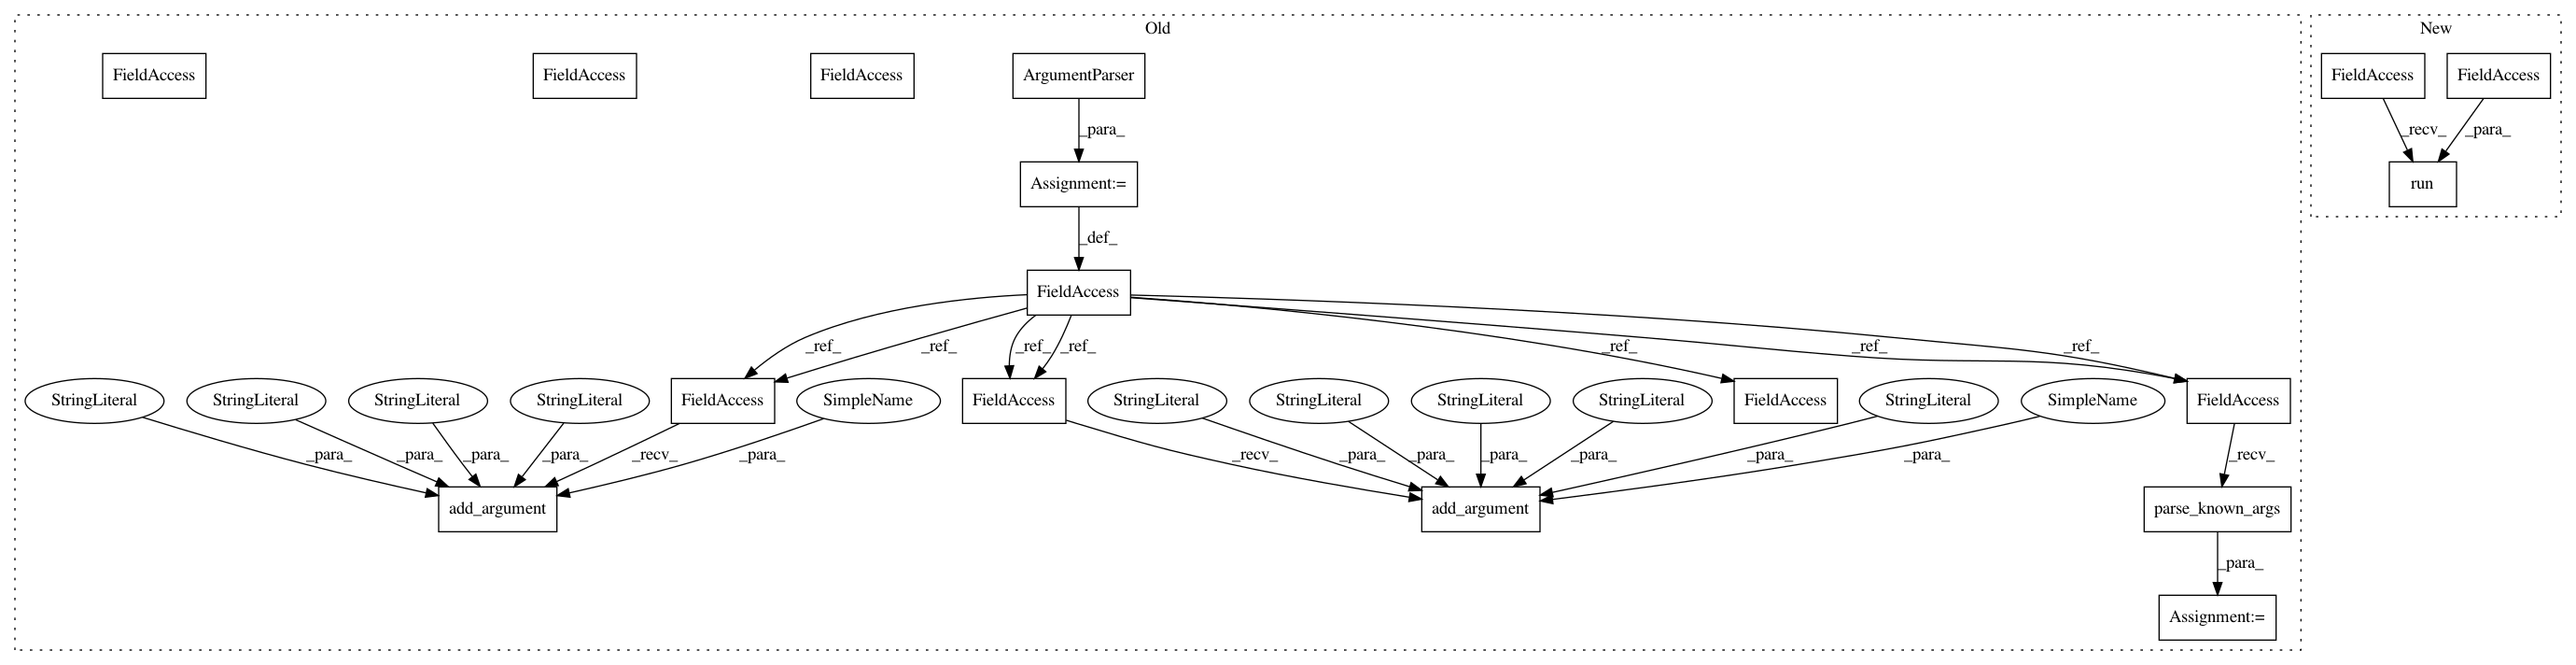 Old
New
FieldAccess
FieldAccess
FieldAccess
ArgumentParser
FieldAccess
FieldAccess
_para_
_recv_
_para_
Assignment:=
run
_def_
FieldAccess
_ref_
_ref_
_ref_
_ref_
_ref_
_ref_
_ref_
StringLiteral
StringLiteral
StringLiteral
StringLiteral
FieldAccess
SimpleName
FieldAccess
StringLiteral
StringLiteral
StringLiteral
StringLiteral
FieldAccess
StringLiteral
SimpleName
FieldAccess
_para_
_para_
_para_
_para_
_recv_
_para_
_recv_
_para_
_para_
_para_
_para_
_para_
_para_
_recv_
add_argument
add_argument
parse_known_args
_para_
Assignment:=